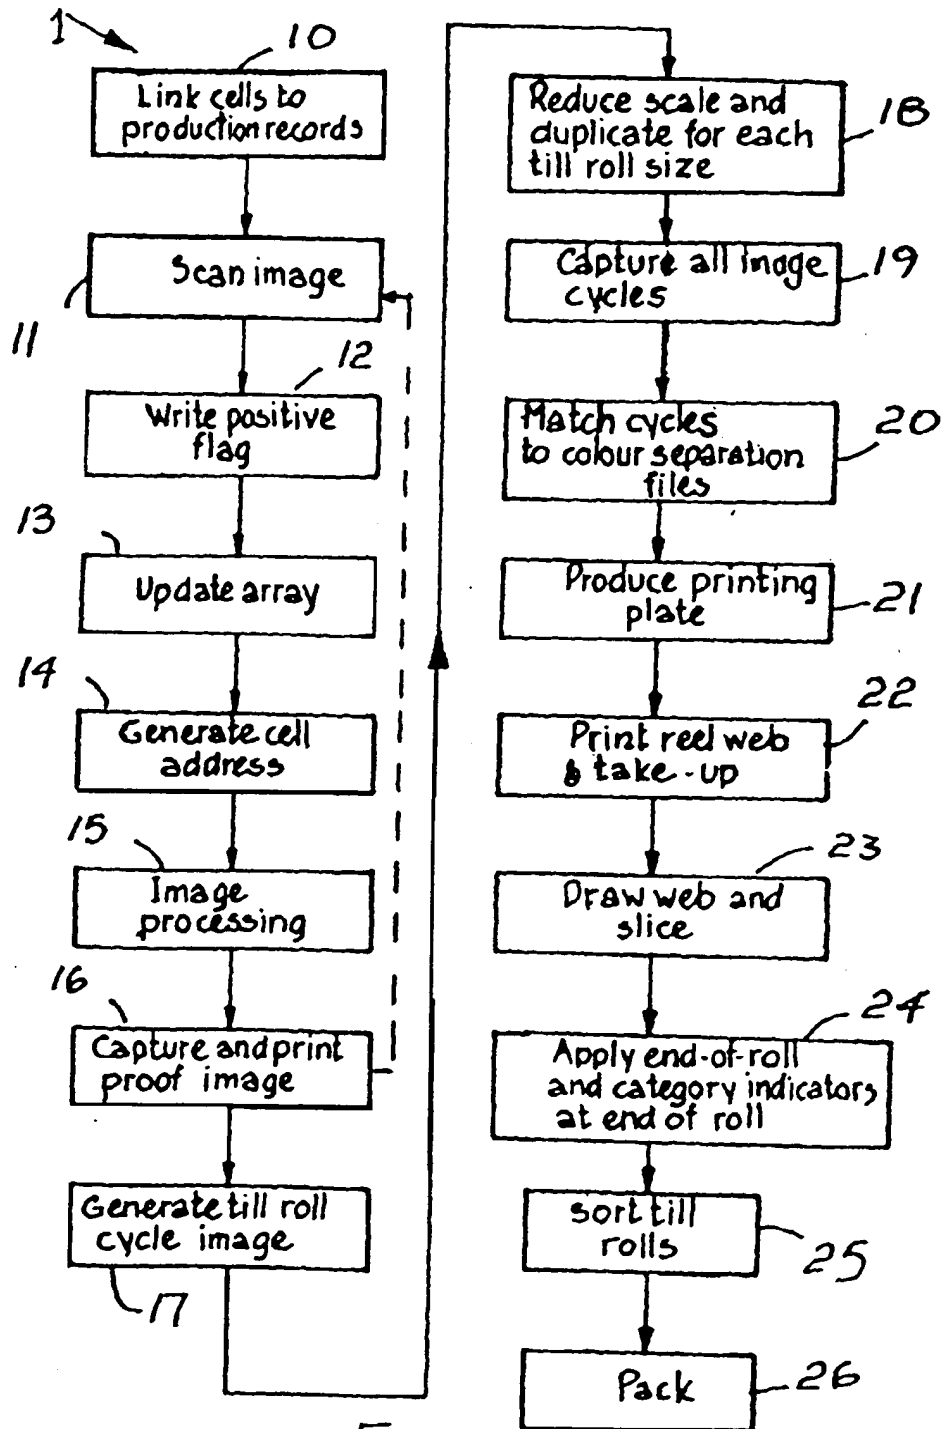 1
10
Link cells to
production records
Scan image
11
12
Write positive
flag
13
Update array
14
Generate cell
address
15
Image
processing
16
Capture and print
proof image
Generate till roll
cycle image
17
Reduce scale and
duplicate for each
till roll size
18
Capture all image
cycles
19
Match cycles
to colour separation
files
20
Produce printing
plate
21
22
Print reel web
& take-up
23
Draw web and
slice
24
Apply end-of-roll
and category indicators
at end of roll
sort till
rolls
25
Pack
26